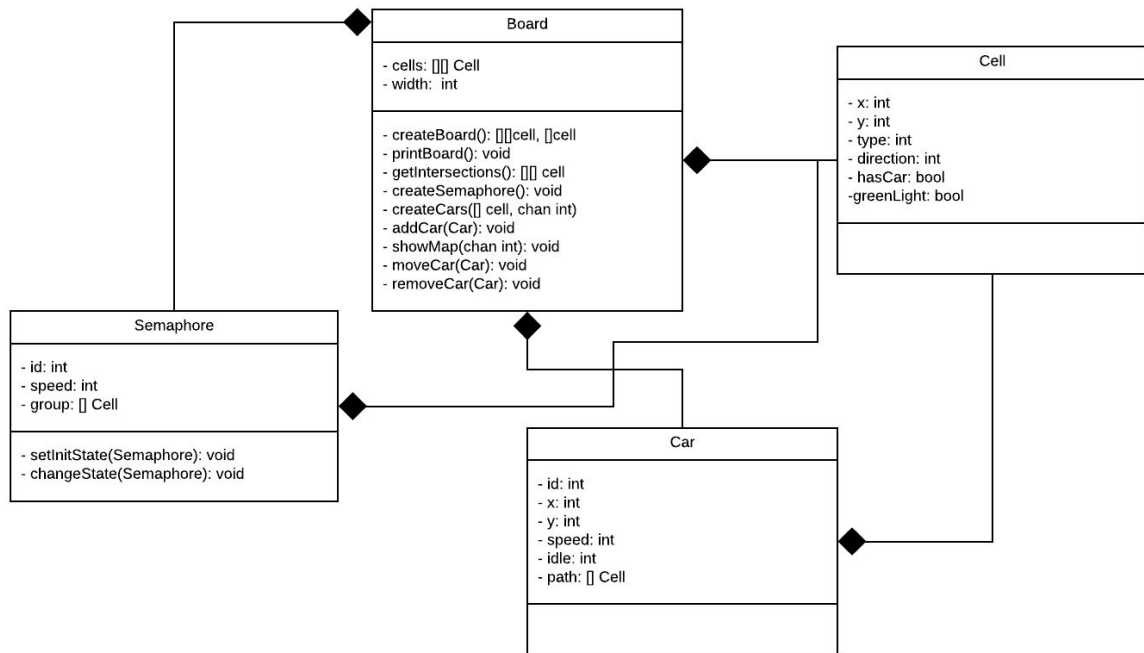 Board
- cells: [][] Cell
- width:  int
- createBoard(): [][]cell, []cell
- printBoard(): void
- getIntersections(): [][] cell
- createSemaphore(): void
- createCars([] cell, chan int)
- addCar(Car): void
- showMap(chan int): void
- moveCar(Car): void
- removeCar(Car): void
Cell
- x: int
- y: int
- type: int
- direction: int
- hasCar: bool
-greenLight: bool
Semaphore
- id: int
- speed: int
- group: [] Cell
- setInitState(Semaphore): void
- changeState(Semaphore): void
Car
- id: int
- x: int
- y: int
- speed: int
- idle: int
- path: [] Cell